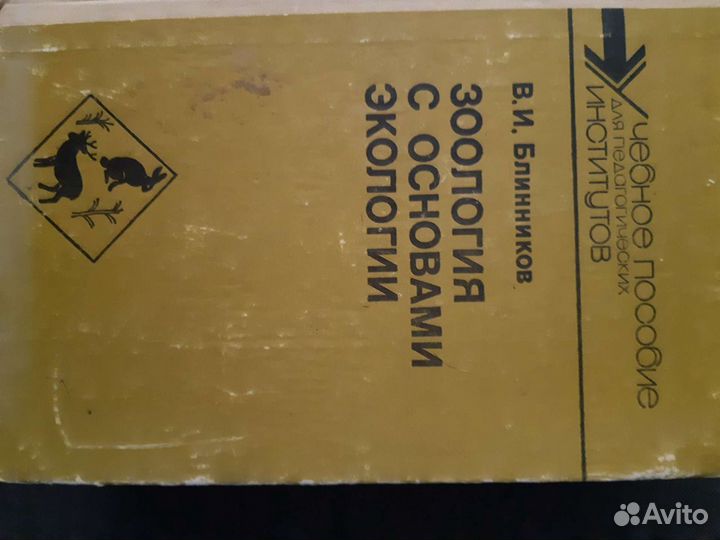 Учебное пособие
для педагогических
институтов
В.И. Блинников
ЗООЛОГИЯ
С ОСНОВАМИ
ЭКОЛОГИИ
Avito